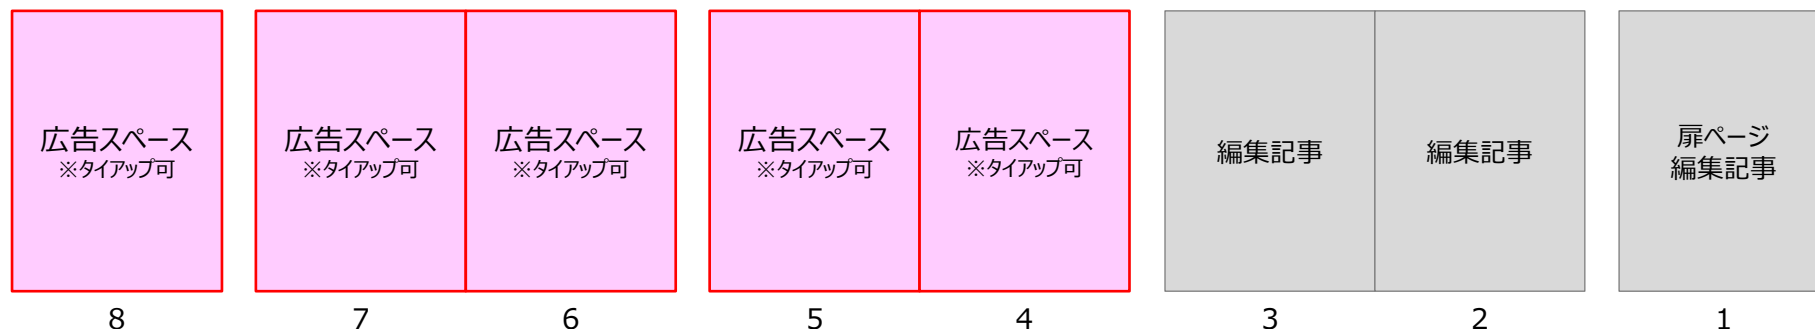 広告スペース
※タイアップ可
広告スペース
※タイアップ可
広告スペース
※タイアップ可
広告スペース
※タイアップ可
広告スペース
※タイアップ可
編集記事
編集記事
扉ページ
編集記事
8
7
6
5
4
3
2
1